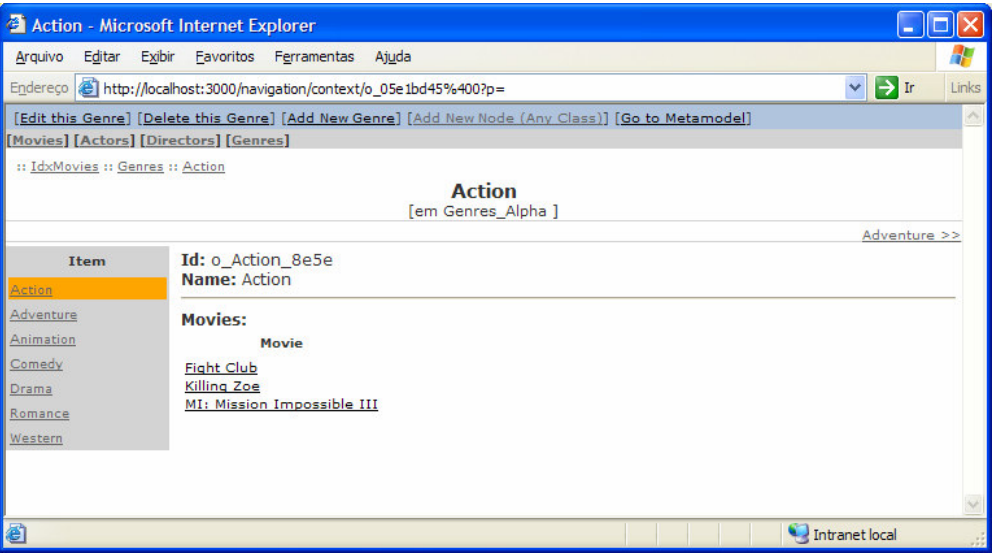 Action - Microsoft Internet Explorer
Arquivo Editar Exibir Favoritos Ferramentas Ajuda
Endereço http://localhost:3000/navigation/context/o_05e1bd45%400?p= Ir Links
[Edit this Genre] [Delete this Genre] [Add New Genre] [Add New Node (Any Class)] [Go to Metamodel]
[Movies] [Actors] [Directors] [Genres]
:: IdxMovies :: Genres :: Action
Action
[em Genres_Alpha ]
Adventure >>
Item
Action
Adventure
Animation
Comedy
Drama
Romance
Western
Id: o_Action_8e5e
Name: Action
Movies:
Movie
Fight Club
Killing Zoe
MI: Mission Impossible III
Intranet local